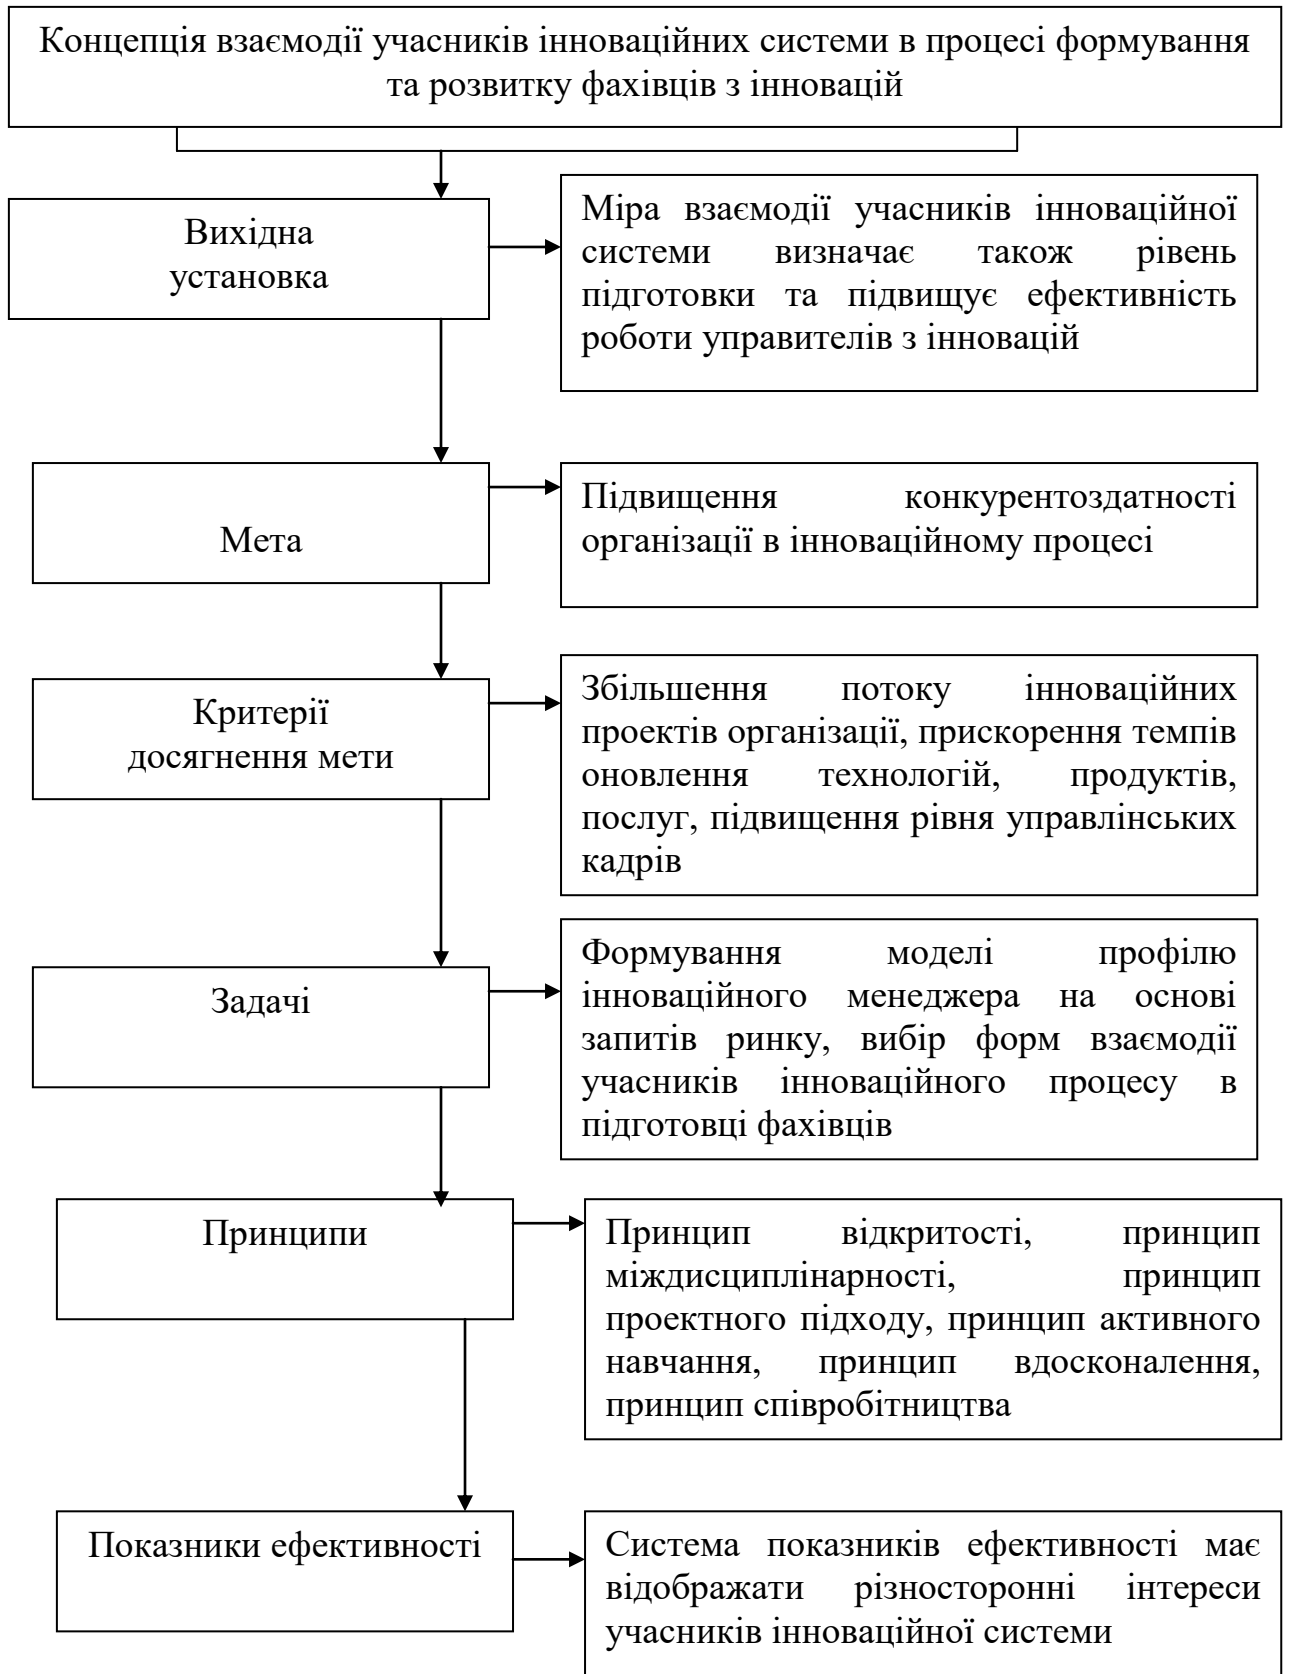 Концепція взаємодії учасників інноваційних системи в процесі формування
та розвитку фахівців з інновацій
Вихідна
установка
Міра взаємодії учасників інноваційної
системи визначає також рівень
підготовки та підвищує ефективність
роботи управителів з інновацій
Мета
Підвищення конкурентоздатності
організації в інноваційному процесі
Критерії
досягнення мети
Збільшення потоку інноваційних
проектів організації, прискорення темпів
оновлення технологій, продуктів,
послуг, підвищення рівня управлінських
кадрів
Задачі
Формування моделі профілю
інноваційного менеджера на основі
запитів ринку, вибір форм взаємодії
учасників інноваційного процесу в
підготовці фахівців
Принципи
Принцип відкритості, принцип
міждисциплінарності, принцип
проектного підходу, принцип активного
навчання, принцип вдосконалення,
принцип співробітництва
Показники ефективності
Система показників ефективності має
відображати різносторонні інтереси
учасників інноваційної системи